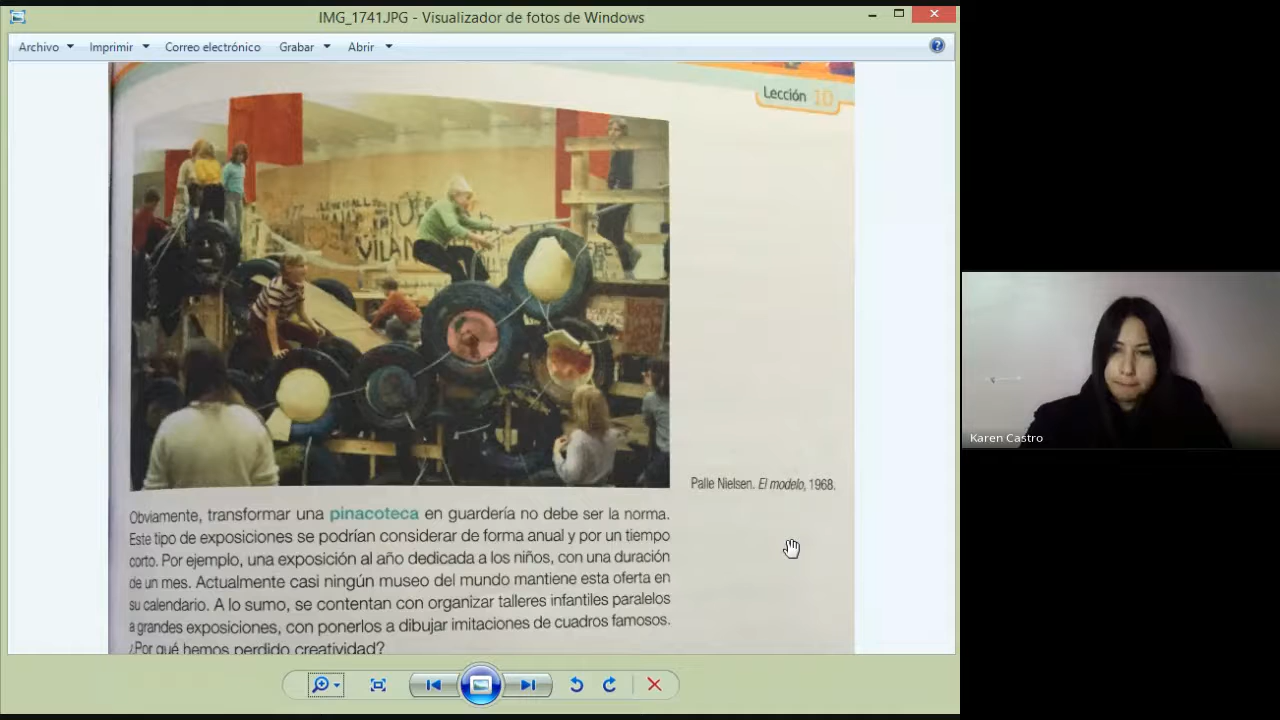 IMG_1741.JPG - Visualizador de fotos de Windows
Archivo Imprimir Correo electrónico Grabar Abrir
Lección 10
VILAN
Palle Nielsen. El modelo, 1968.
Obviamente, transformar una pinacoteca en guardería no debe ser la norma.
Este tipo de exposiciones se podrían considerar de forma anual y por un tiempo
corto. Por ejemplo, una exposición al año dedicada a los niños, con una duración
de un mes. Actualmente casi ningún museo del mundo mantiene esta oferta en
su calendario. A lo sumo, se contentan con organizar talleres infantiles paralelos
a grandes exposiciones, con ponerlos a dibujar imitaciones de cuadros famosos.
¿Por qué hemos perdido creatividad?
Karen Castro